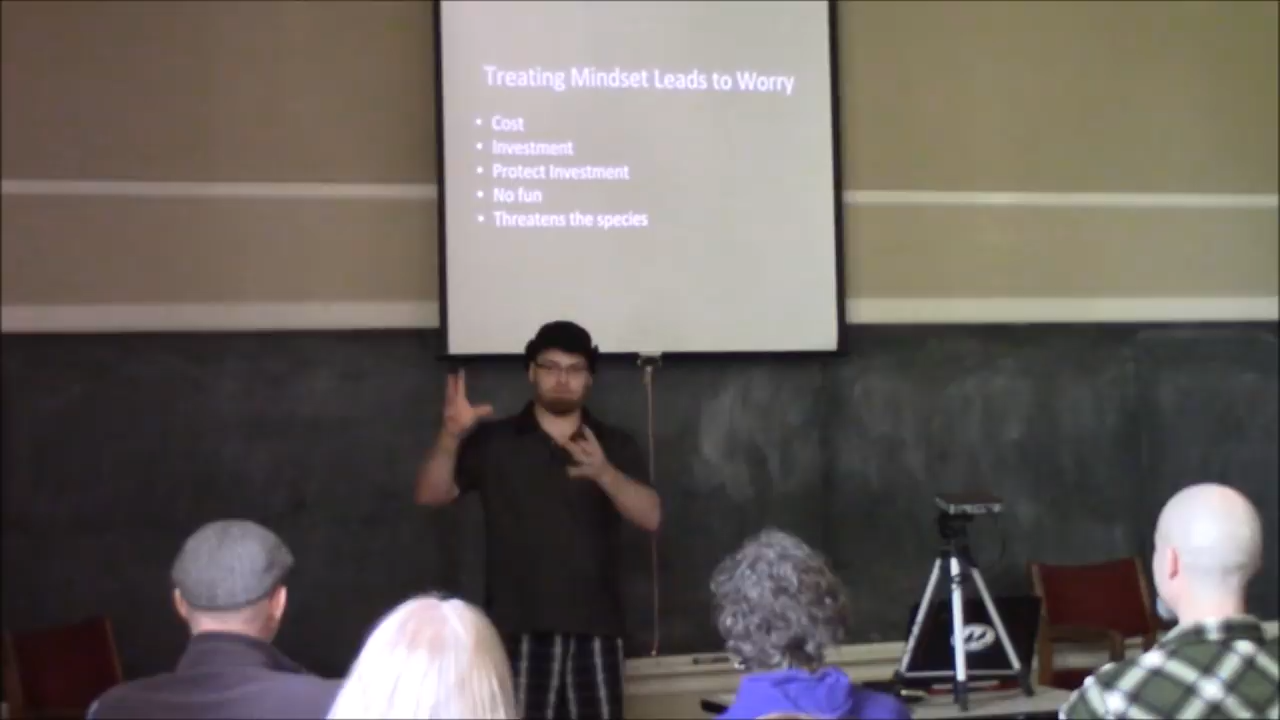 Treating Mindset Leads to Worry
• Cost
• Investment
• Protect Investment
• No fun
• Threatens the species